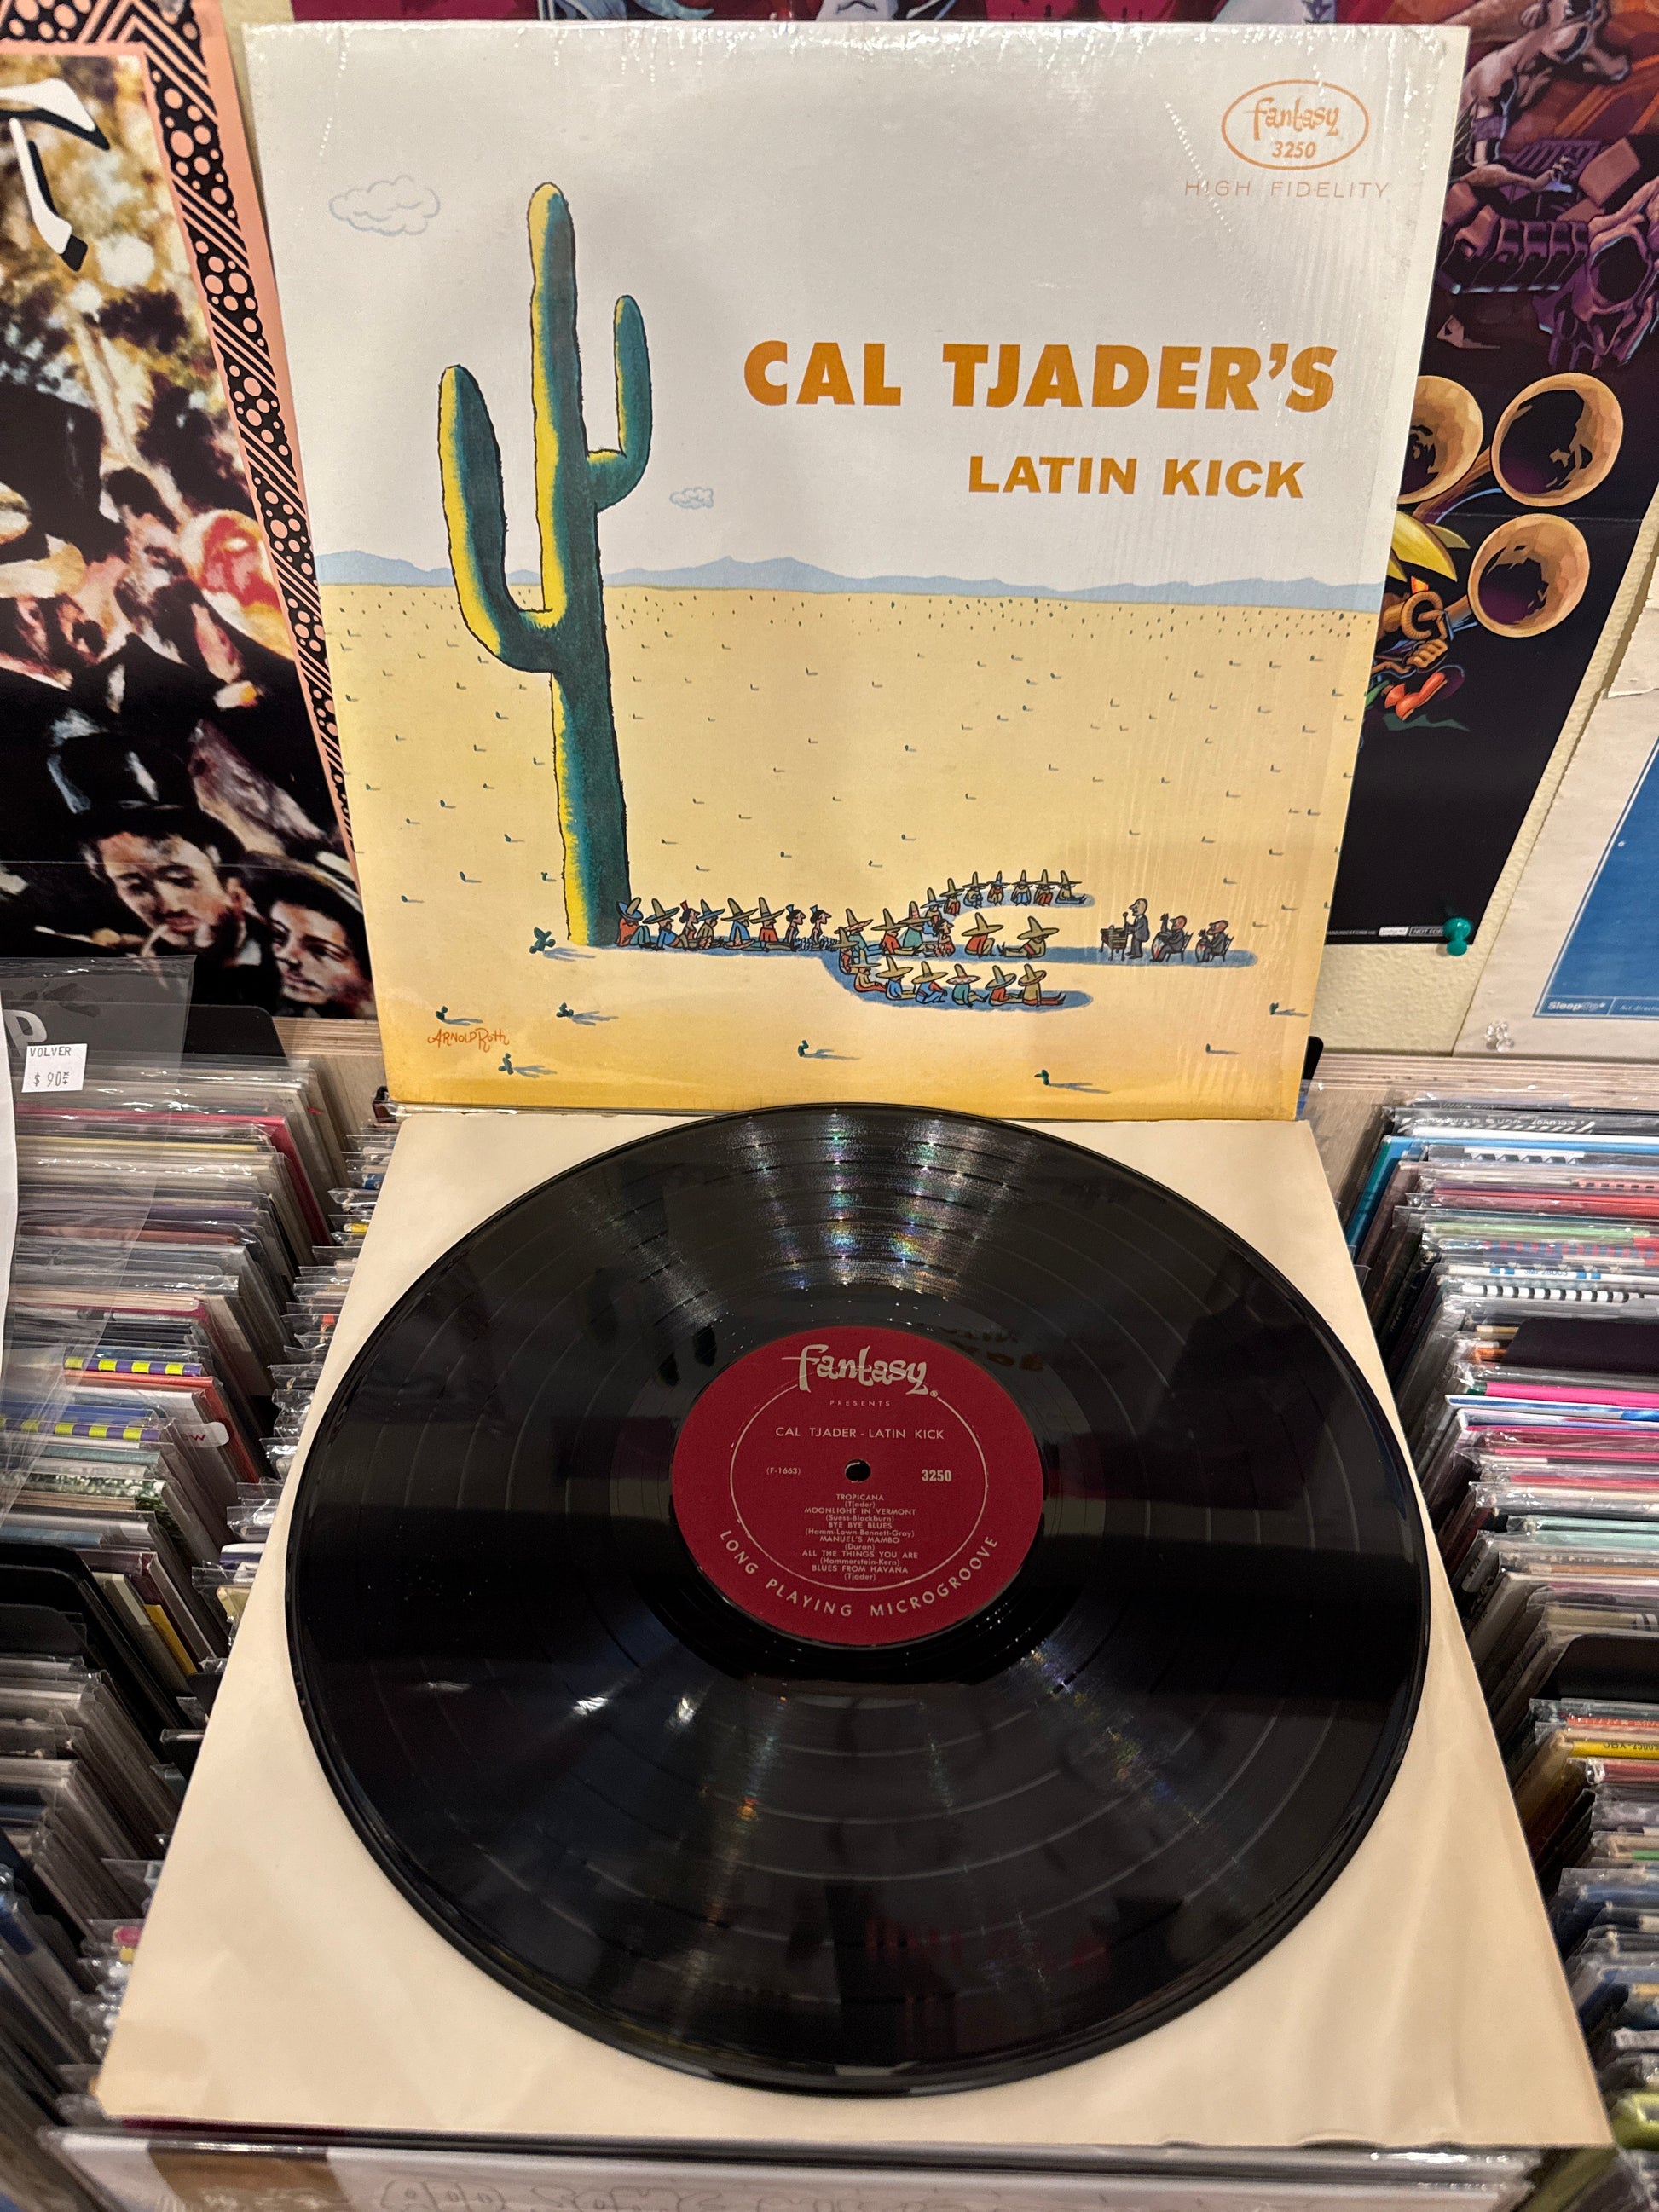 fantasy
3250
HIGH FIDELITY
CAL TJADER'S
LATIN KICK
ARNOLD ROTH
VOLVER
$ 90
fantasy®
PRESENTS
CAL TJADER - LATIN KICK
(F-1663) 3250
TROPICANA
(Tjader)
MOONLIGHT IN VERMONT
(Suess-Blackburn)
BYE BYE BLUES
(Hamm-Lown-Bennett-Gray)
MANUEL'S MAMBO
(Duran)
ALL THE THINGS YOU ARE
(Hammerstein-Kern)
BLUES FROM HAVANA
(Tjader)
LONG PLAYING MICROGROOVE